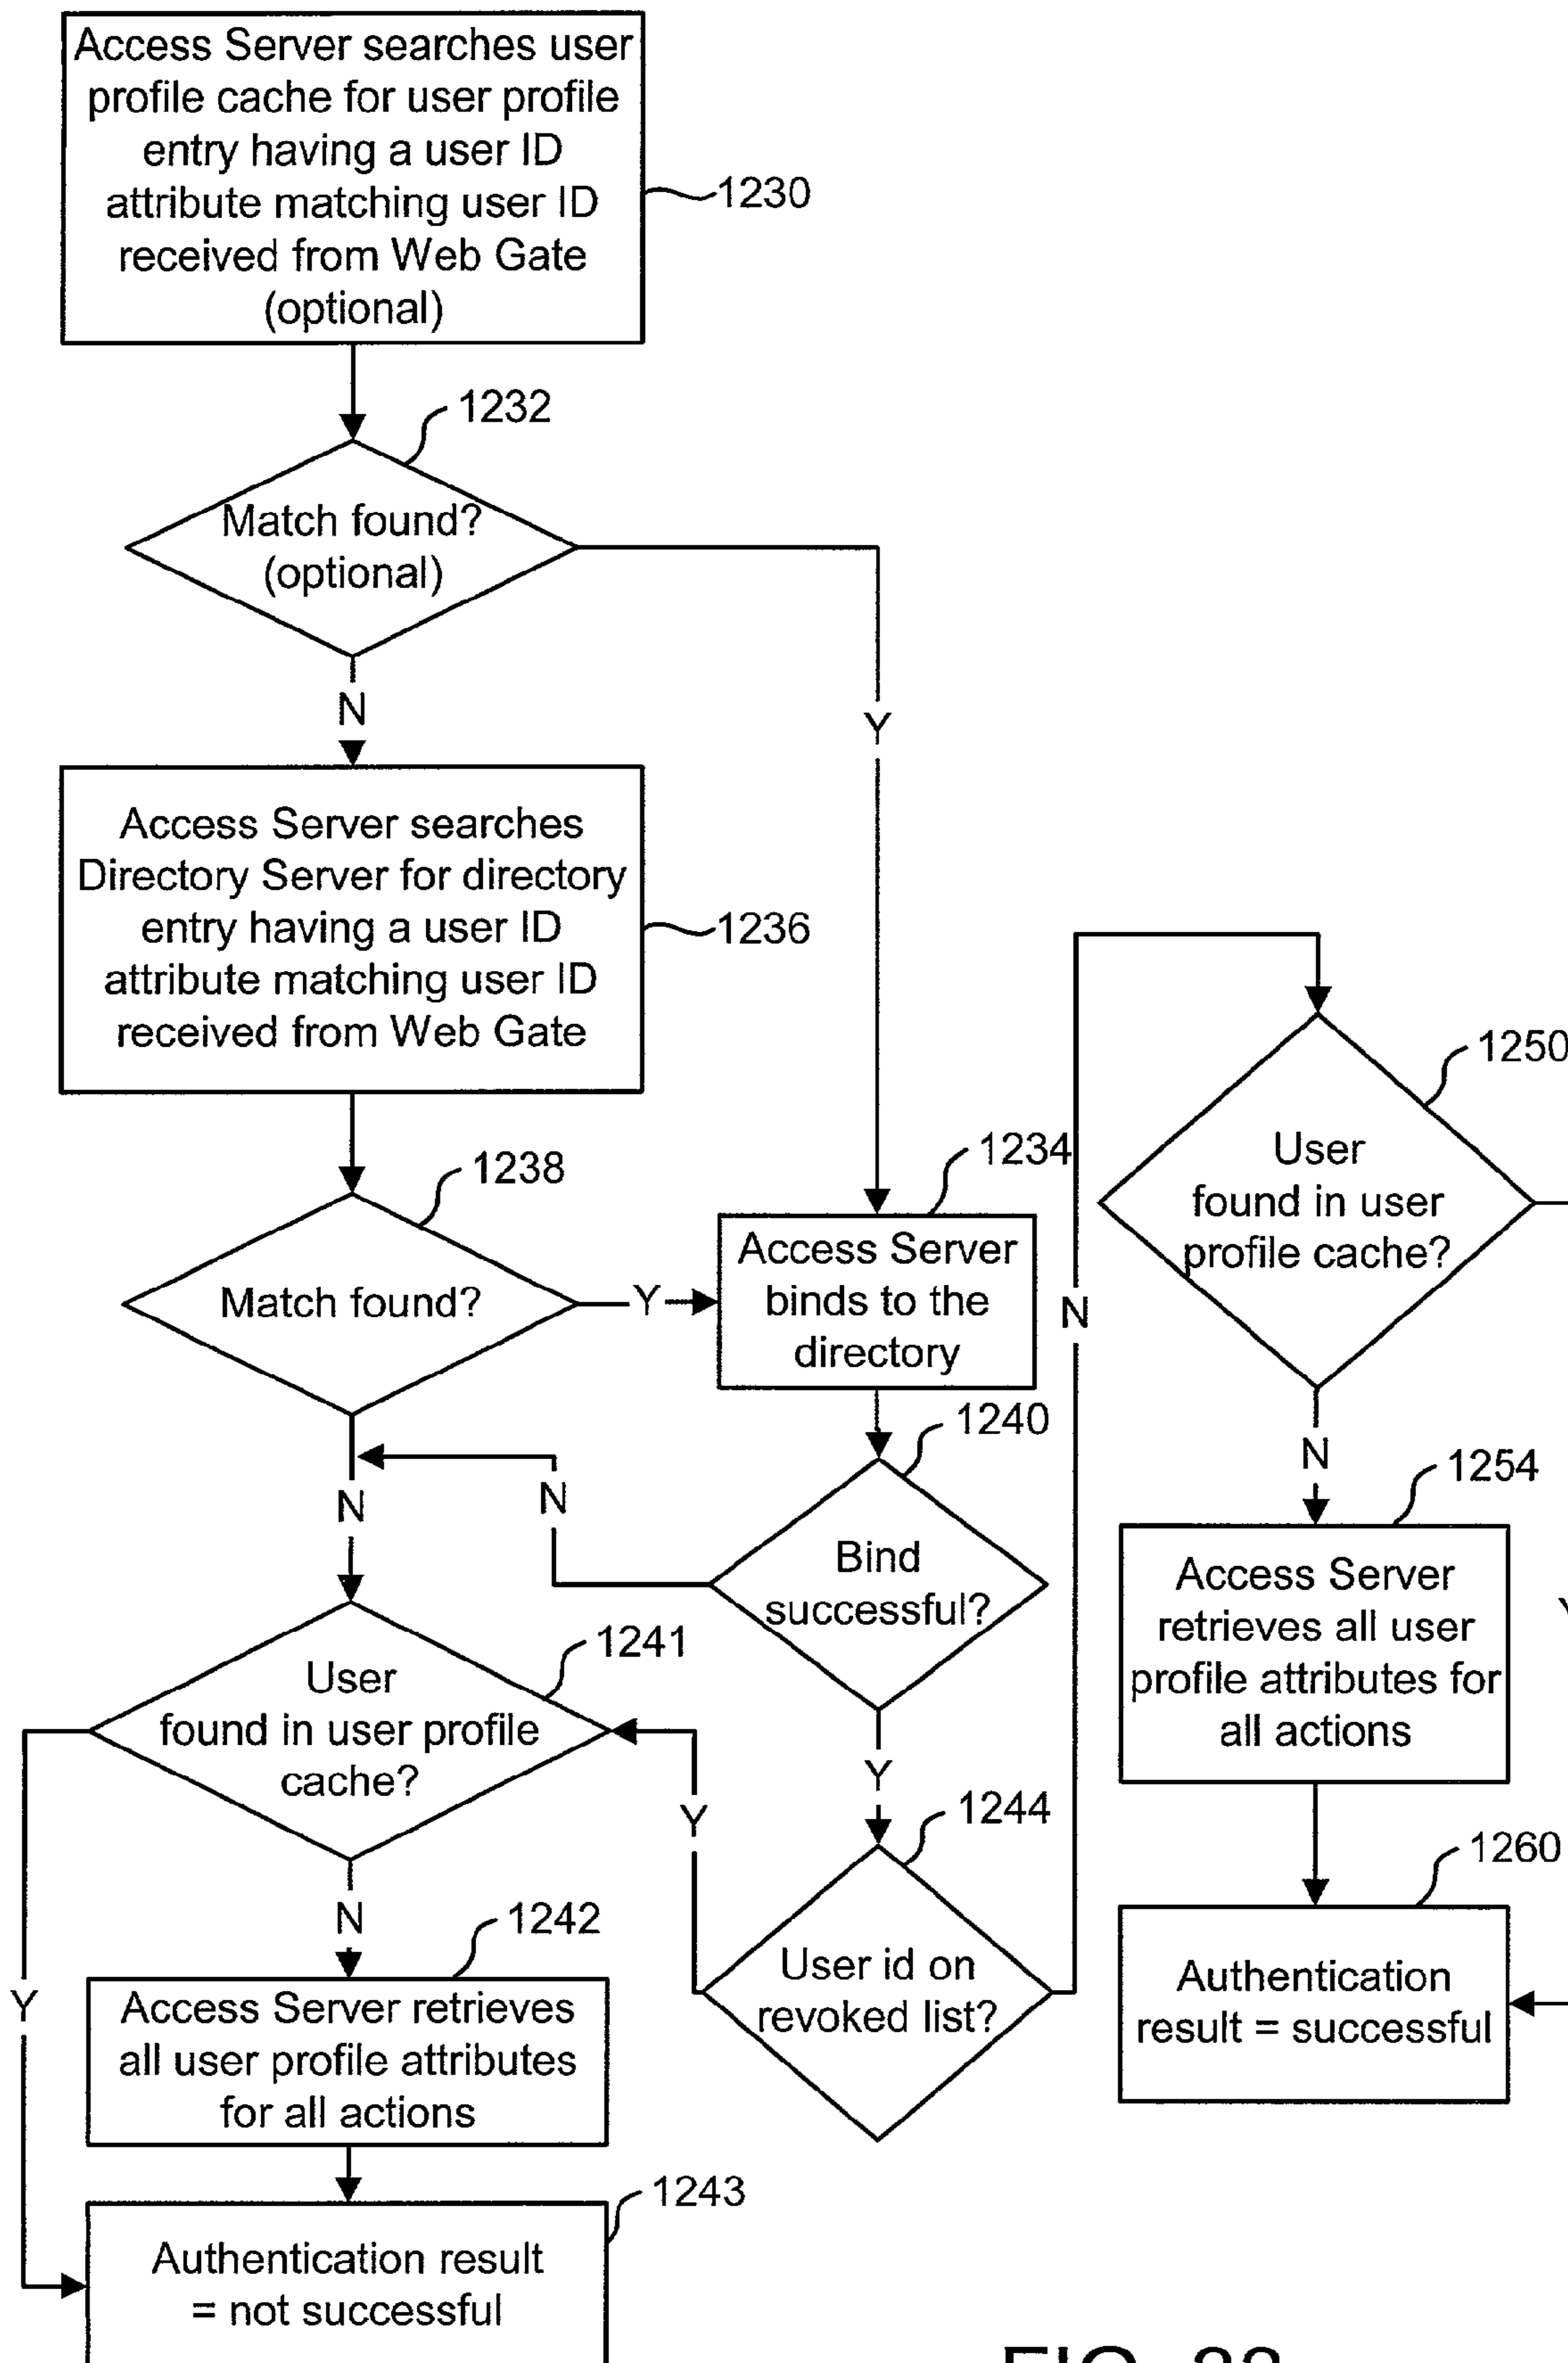 Access Server searches user
profile cache for user profile
entry having a user ID
attribute matching user ID
received from Web Gate
(optional)
1230
1232
Match found?
(optional)
N
Y
Access Server searches
Directory Server for directory
entry having a user ID
attribute matching user ID
received from Web Gate
1236
1238
Match found?
Y
1234
Access Server
binds to the
directory
N
1240
Bind
successful?
N
N
1241
User
found in user profile
cache?
Y
Y
1244
User id on
revoked list?
Y
N
1242
Access Server retrieves
all user profile attributes
for all actions
1243
Authentication result
= not successful
N
1250
User
found in user
profile cache?
N
1254
Access Server
retrieves all user
profile attributes for
all actions
1260
Authentication
result = successful
FIG.